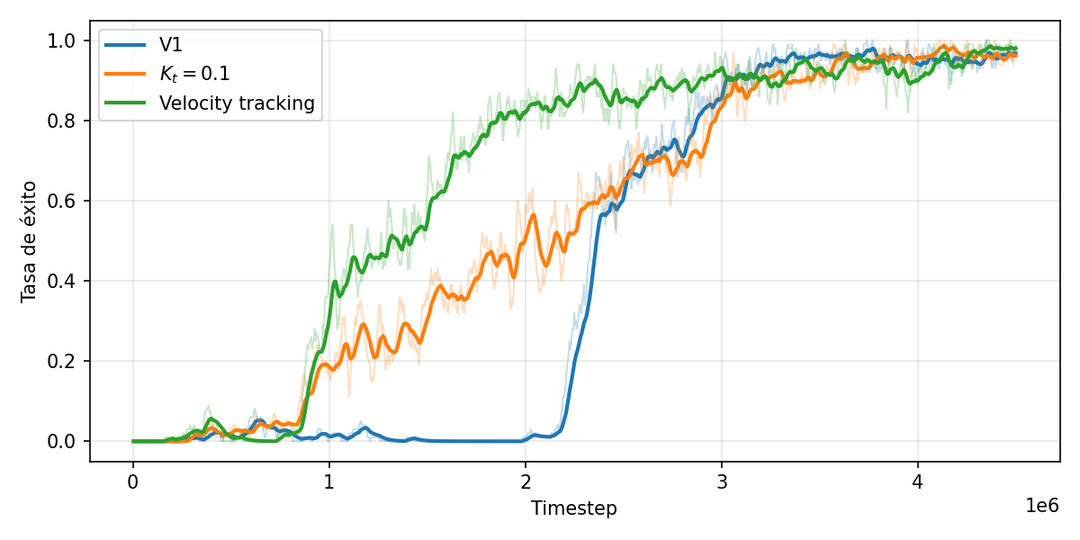 V1
K_t = 0.1
Velocity tracking
Tasa de éxito
1.0
0.8
0.6
0.4
0.2
0.0
0 1 2 3 4
1e6
Timestep